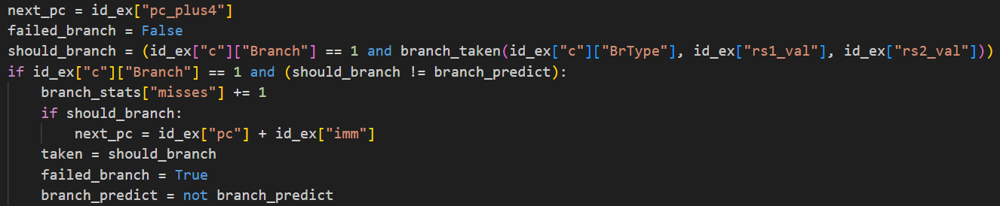 next_pc = id_ex["pc_plus4"]
failed_branch = False
should_branch = (id_ex["c"]["Branch"] == 1 and branch_taken(id_ex["c"]["BrType"], id_ex["rs1_val"], id_ex["rs2_val"]))
if id_ex["c"]["Branch"] == 1 and (should_branch != branch_predict):
    branch_stats["misses"] += 1
    if should_branch:
        next_pc = id_ex["pc"] + id_ex["imm"]
    taken = should_branch
    failed_branch = True
    branch_predict = not branch_predict